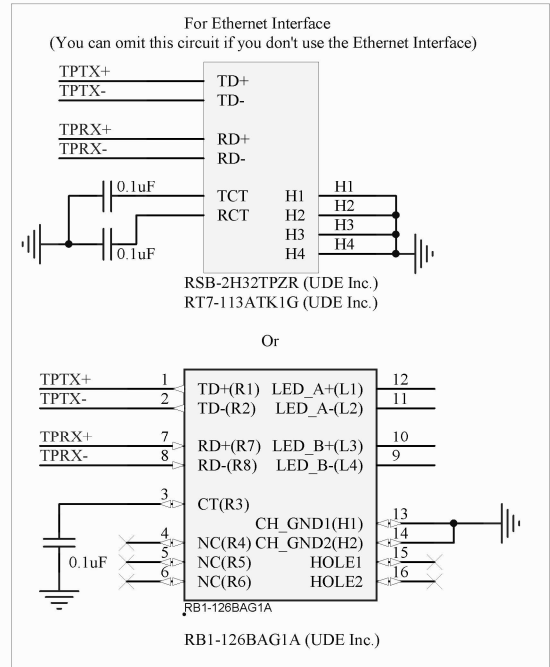 For Ethernet Interface
(You can omit this circuit if you don't use the Ethernet Interface)
TPTX+
TPTX-
TPRX+
TPRX-
TD+
TD-
RD+
RD-
0.1uF
TCT
RCT
0.1uF
H1
H2
H3
H4
H1
H2
H3
H4
RSB-2H32TPZR (UDE Inc.)
RT7-113ATK1G (UDE Inc.)
Or
TPTX+ 1 TD+(R1) LED_A+(L1) 12
TPTX- 2 TD-(R2) LED_A-(L2) 11
TPRX+ 7 RD+(R7) LED_B+(L3) 10
TPRX- 8 RD-(R8) LED_B-(L4) 9
3 CT(R3)
CH_GND1(H1) 13
4 NC(R4) CH_GND2(H2) 14
0.1uF 5 NC(R5) HOLE1 15
6 NC(R6) HOLE2 16
RB1-126BAG1A
RB1-126BAG1A (UDE Inc.)